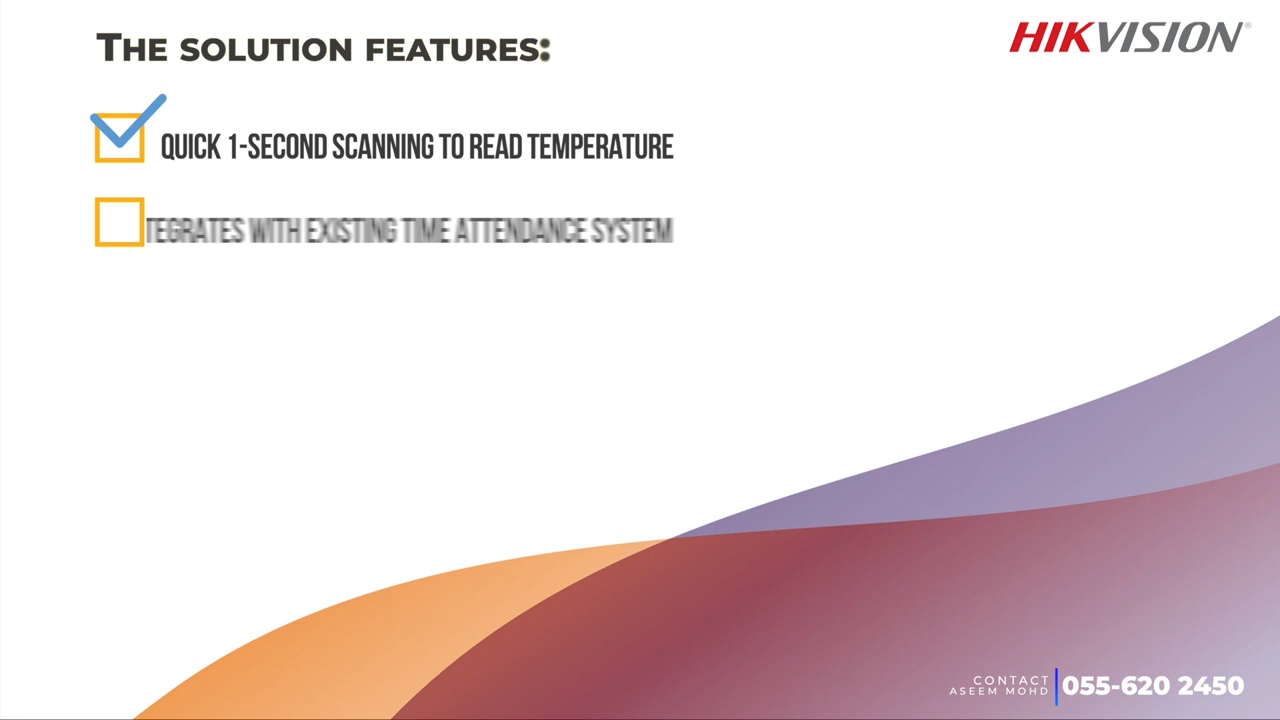 THE SOLUTION FEATURES:
HIKVISION®
QUICK 1-SECOND SCANNING TO READ TEMPERATURE
TEGRATES WITH EXISTING TIME ATTENDANCE SYSTEM
CONTACT
ASEEM MOHD
055-620 2450